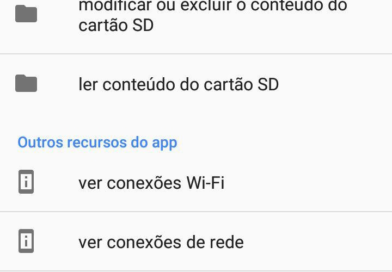 modificar ou excluir o conteúdo do
cartão SD
ler conteúdo do cartão SD
Outros recursos do app
ver conexões Wi-Fi
ver conexões de rede